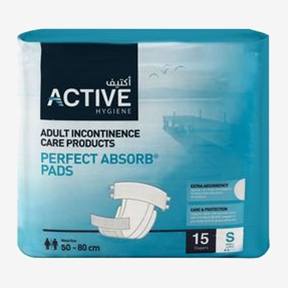 أكتيف
ACTIVE
HYGIENE
ADULT INCONTINENCE
CARE PRODUCTS
PERFECT ABSORB®
PADS
EXTRA ABSORBENCY
CARE & PROTECTION
50 - 80 cm
15
S